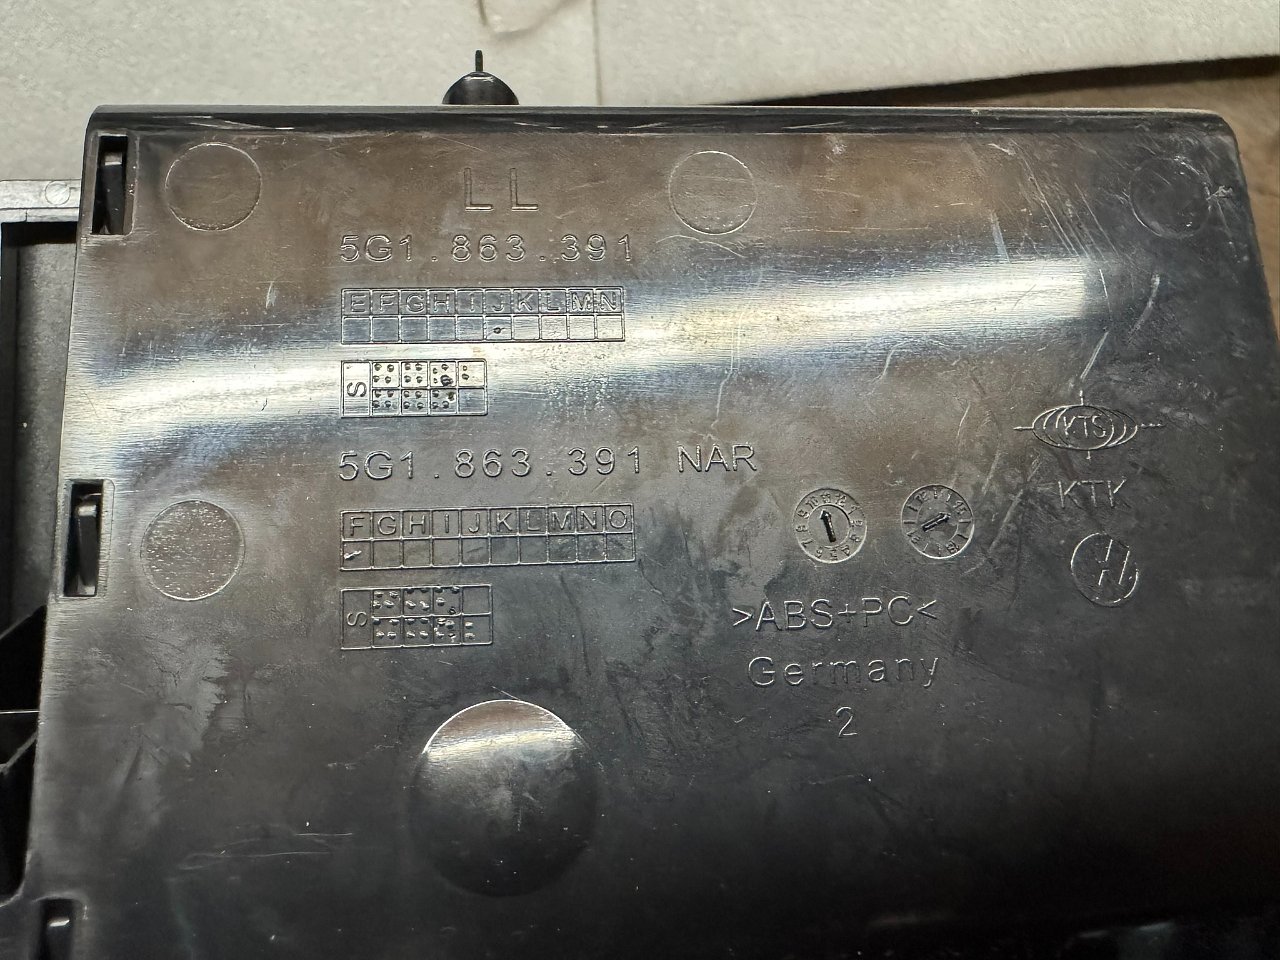 LL
5G1.863.391
EFGHIJKLMN
S
5G1.863.391 NAR
FGHIJKLMNO
S
KTS
KTK
>ABS+PC<
Germany
2